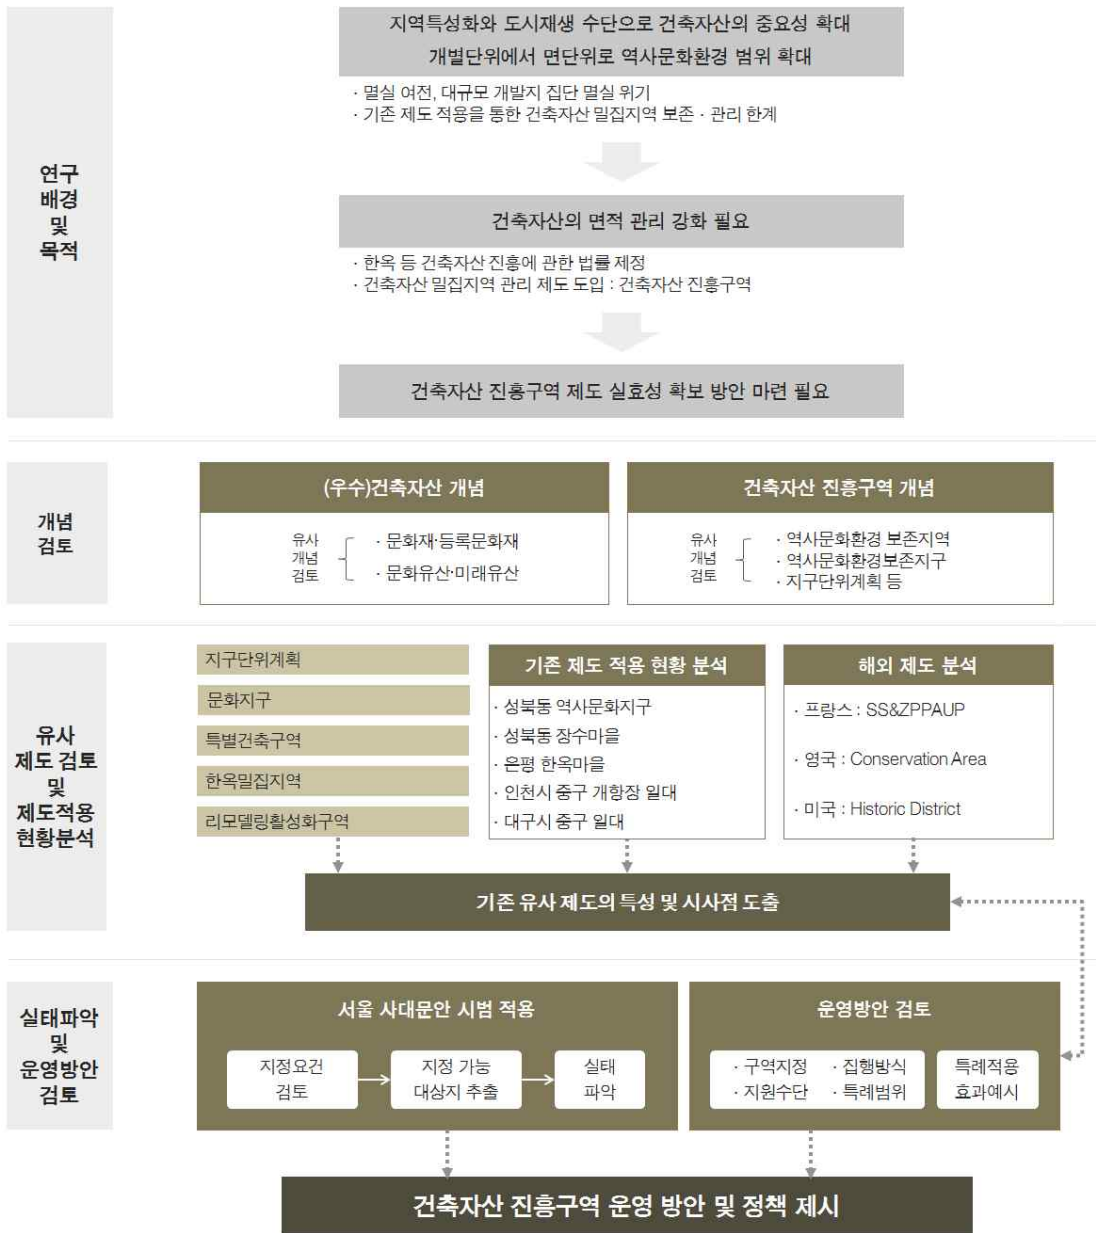 연구
배경
및
목적
지역특성화와 도시재생 수단으로 건축자산의 중요성 확대
개별단위에서 면단위로 역사문화환경 범위 확대
· 멸실 여전, 대규모 개발지 집단 멸실 위기
· 기존 제도 적용을 통한 건축자산 밀집지역 보존 · 관리 한계
건축자산의 면적 관리 강화 필요
· 한옥 등 건축자산 진흥에 관한 법률 제정
· 건축자산 밀집지역 관리 제도 도입 : 건축자산 진흥구역
건축자산 진흥구역 제도 실효성 확보 방안 마련 필요
개념
검토
(우수)건축자산 개념
유사
개념
검토
· 문화재·등록문화재
· 문화유산·미래유산
건축자산 진흥구역 개념
유사
개념
검토
· 역사문화환경 보존지역
· 역사문화환경보존지구
· 지구단위계획 등
유사
제도 검토
및
제도적용
현황분석
지구단위계획
문화지구
특별건축구역
한옥밀집지역
리모델링활성화구역
기존 제도 적용 현황 분석
· 성북동 역사문화지구
· 성북동 장수마을
· 은평 한옥마을
· 인천시 중구 개항장 일대
· 대구시 중구 일대
해외 제도 분석
· 프랑스 : SS&ZPPAUP
· 영국 : Conservation Area
· 미국 : Historic District
기존 유사 제도의 특성 및 시사점 도출
실태파악
및
운영방안
검토
서울 사대문안 시범 적용
지정요건
검토
지정 가능
대상지 추출
실태
파악
운영방안 검토
· 구역지정 · 집행방식
· 지원수단 · 특례범위
특례적용
효과예시
건축자산 진흥구역 운영 방안 및 정책 제시